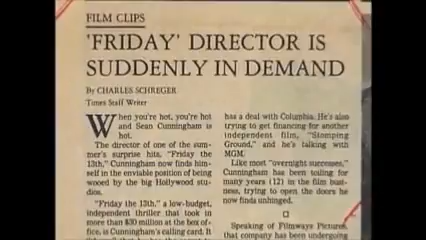 FILM CLIPS
'FRIDAY' DIRECTOR IS
SUDDENLY IN DEMAND
By CHARLES SCHREGER
Times Staff Writer
When you're hot, you're hot
and Sean Cunningham is
hot.
The director of one of the sum-
mer's surprise hits, "Friday the
13th," Cunningham now finds him-
self in the enviable position of being
wooed by the big Hollywood stu-
dios.
"Friday the 13th," a low-budget,
independent thriller that took in
more than $30 million at the box of-
fice, is Cunningham's calling card. It
has a deal with Columbia. He's also
trying to get financing for another
independent film, "Stomping
Ground," and he's talking with
MGM.
Like most "overnight successes,"
Cunningham has been toiling for
many years (12) in the film busi-
ness, trying to open the doors he
now finds unhinged.
Speaking of Filmways Pictures,
that company has been undergoing